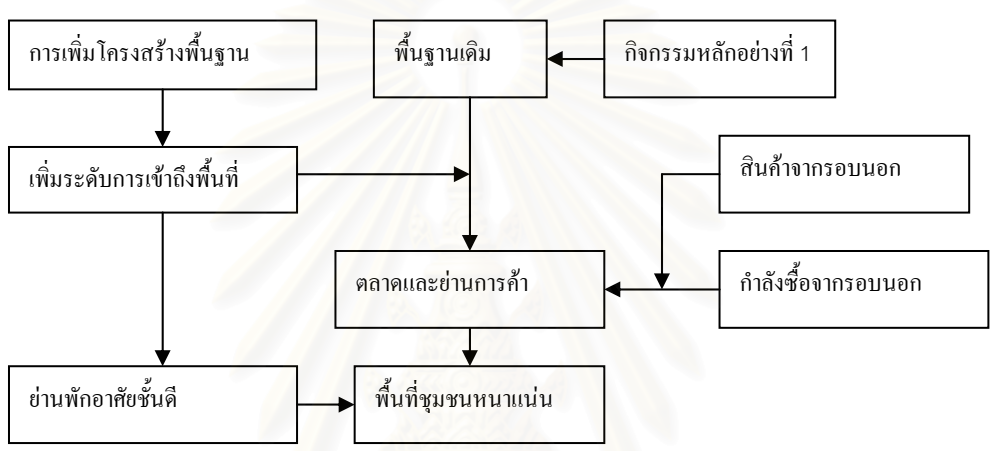 การเพิ่มโครงสร้างพื้นฐาน
พื้นฐานเดิม
กิจกรรมหลักอย่างที่ 1
เพิ่มระดับการเข้าถึงพื้นที่
สินค้าจากรอบนอก
ตลาดและย่านการค้า
กำลังซื้อจากรอบนอก
ย่านพักอาศัยชั้นดี
พื้นที่ชุมชนหนาแน่น